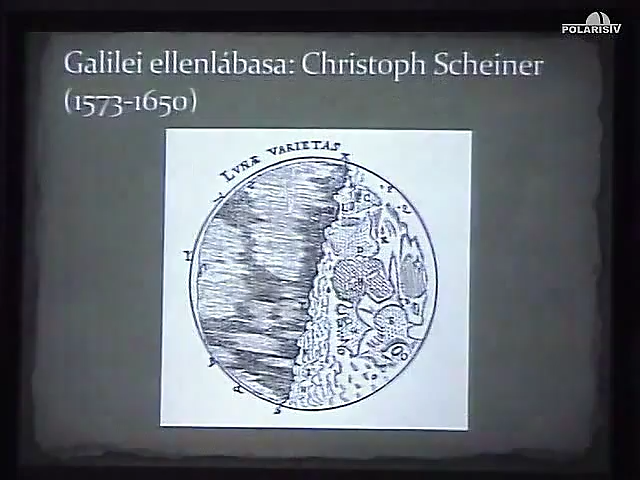 POLARISTV
Galilei ellenlábasa: Christoph Scheiner
(1573-1650)
LVNÆ VARIETAS